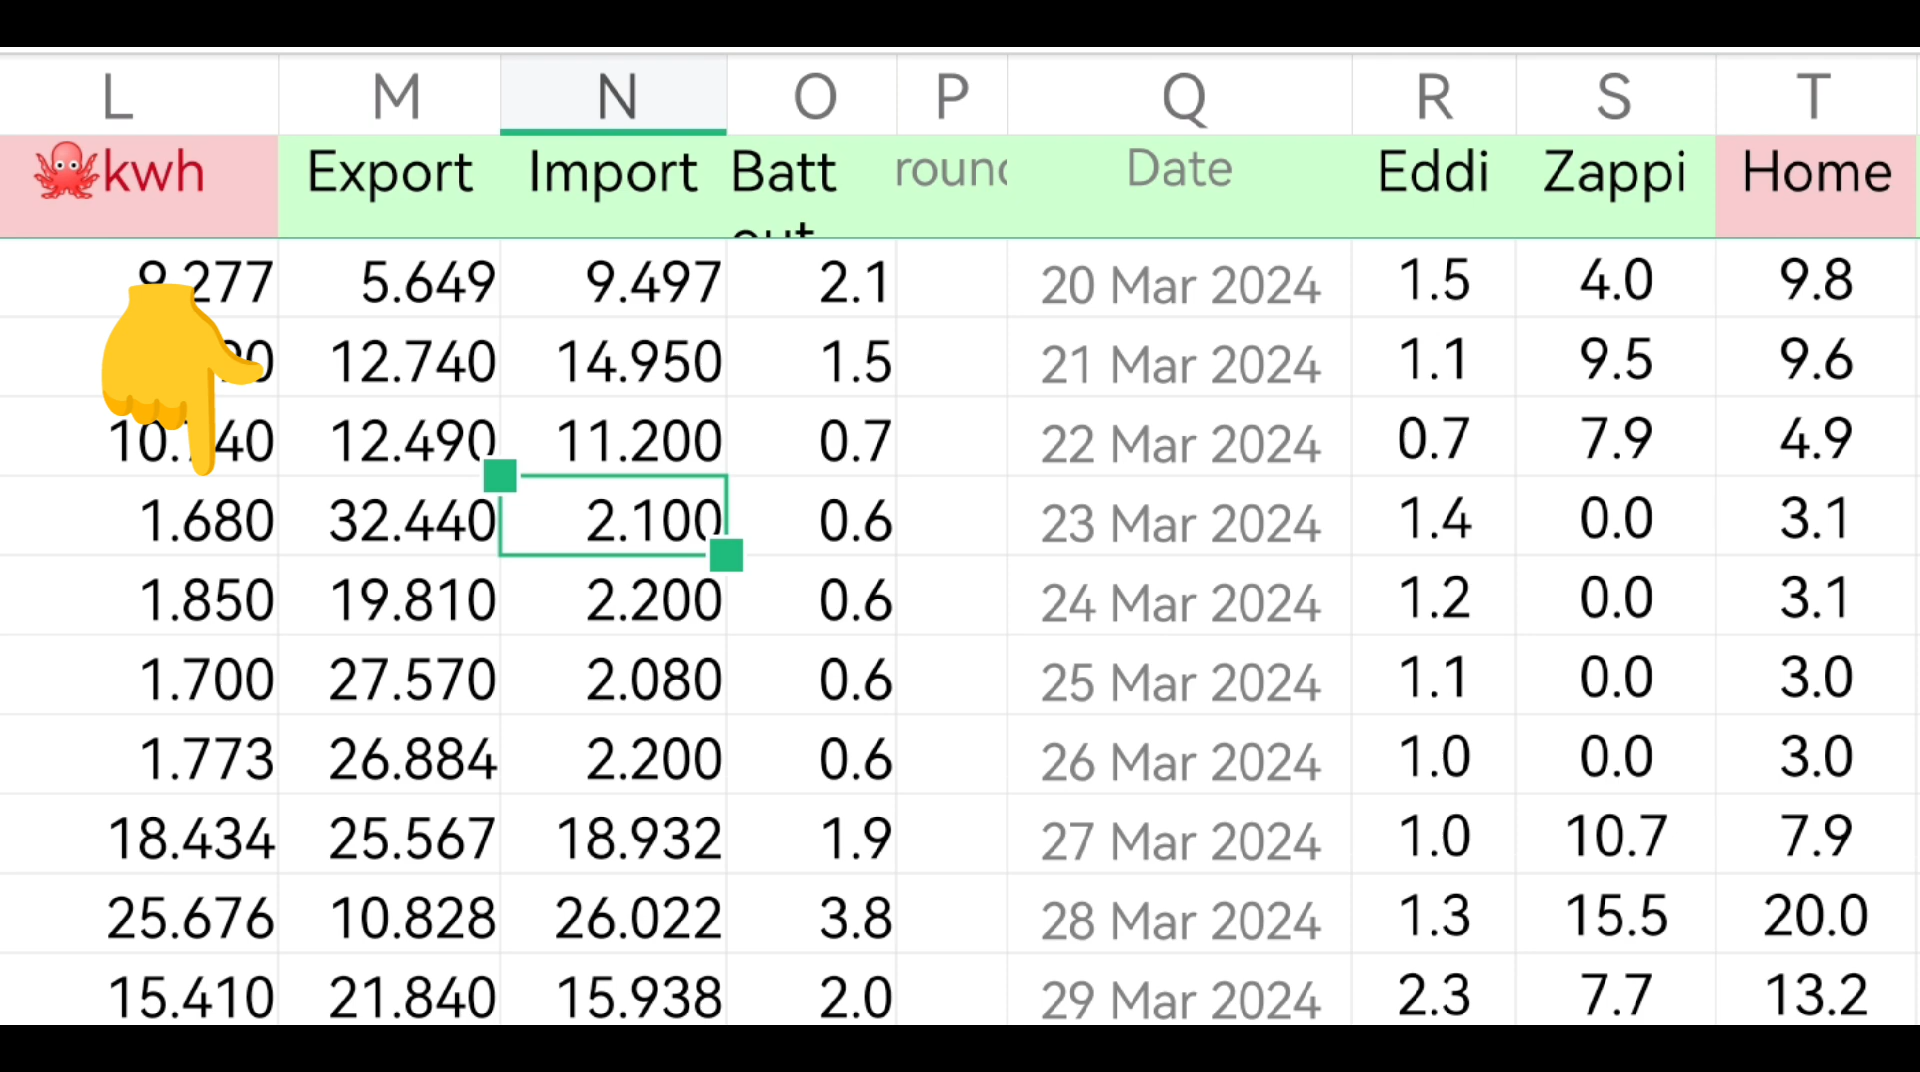 L M N O P Q R S T
kwh Export Import Batt Date Eddi Zappi Home
9.277 5.649 9.497 2.1 20 Mar 2024 1.5 4.0 9.8
12.740 14.950 1.5 21 Mar 2024 1.1 9.5 9.6
12.490 11.200 0.7 22 Mar 2024 0.7 7.9 4.9
1.680 32.440 2.100 0.6 23 Mar 2024 1.4 0.0 3.1
1.850 19.810 2.200 0.6 24 Mar 2024 1.2 0.0 3.1
1.700 27.570 2.080 0.6 25 Mar 2024 1.1 0.0 3.0
1.773 26.884 2.200 0.6 26 Mar 2024 1.0 0.0 3.0
18.434 25.567 18.932 1.9 27 Mar 2024 1.0 10.7 7.9
25.676 10.828 26.022 3.8 28 Mar 2024 1.3 15.5 20.0
15.410 21.840 15.938 2.0 29 Mar 2024 2.3 7.7 13.2